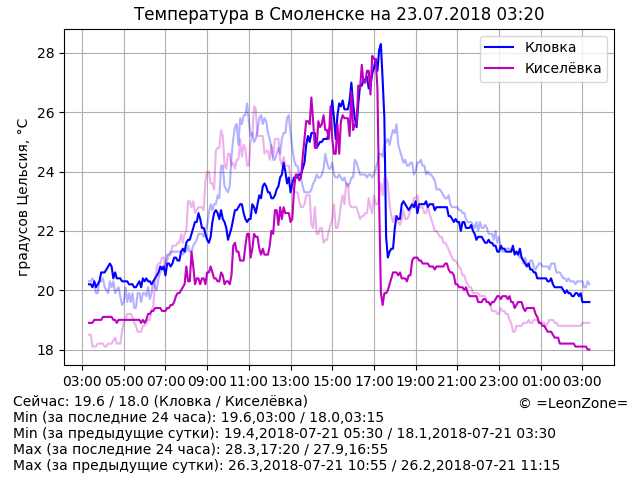 Температура в Смоленске на 23.07.2018 03:20
Кловка
Киселёвка
градусов Цельсия, °C
28
26
24
22
20
18
03:00 05:00 07:00 09:00 11:00 13:00 15:00 17:00 19:00 21:00 23:00 01:00 03:00
Сейчас: 19.6 / 18.0 (Кловка / Киселёвка)
© =LeonZone=
Min (за последние 24 часа): 19.6,03:00 / 18.0,03:15
Min (за предыдущие сутки): 19.4,2018-07-21 05:30 / 18.1,2018-07-21 03:30
Max (за последние 24 часа): 28.3,17:20 / 27.9,16:55
Max (за предыдущие сутки): 26.3,2018-07-21 10:55 / 26.2,2018-07-21 11:15